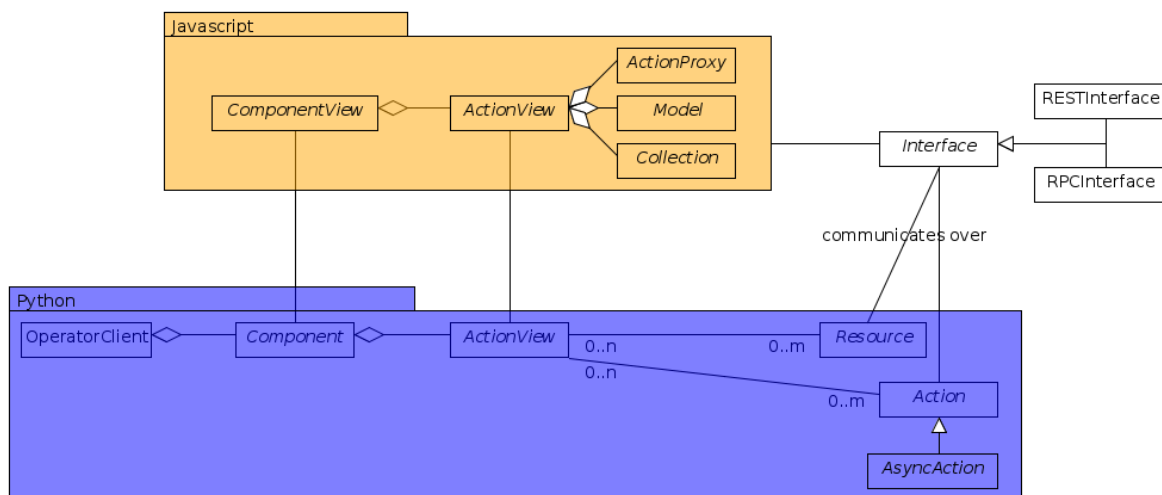 Javascript
ActionProxy
ComponentView
ActionView
Model
Collection
Interface
RESTInterface
RPCInterface
communicates over
Python
OperatorClient
Component
ActionView
0..n
0..m
Resource
0..n
0..m
Action
AsyncAction